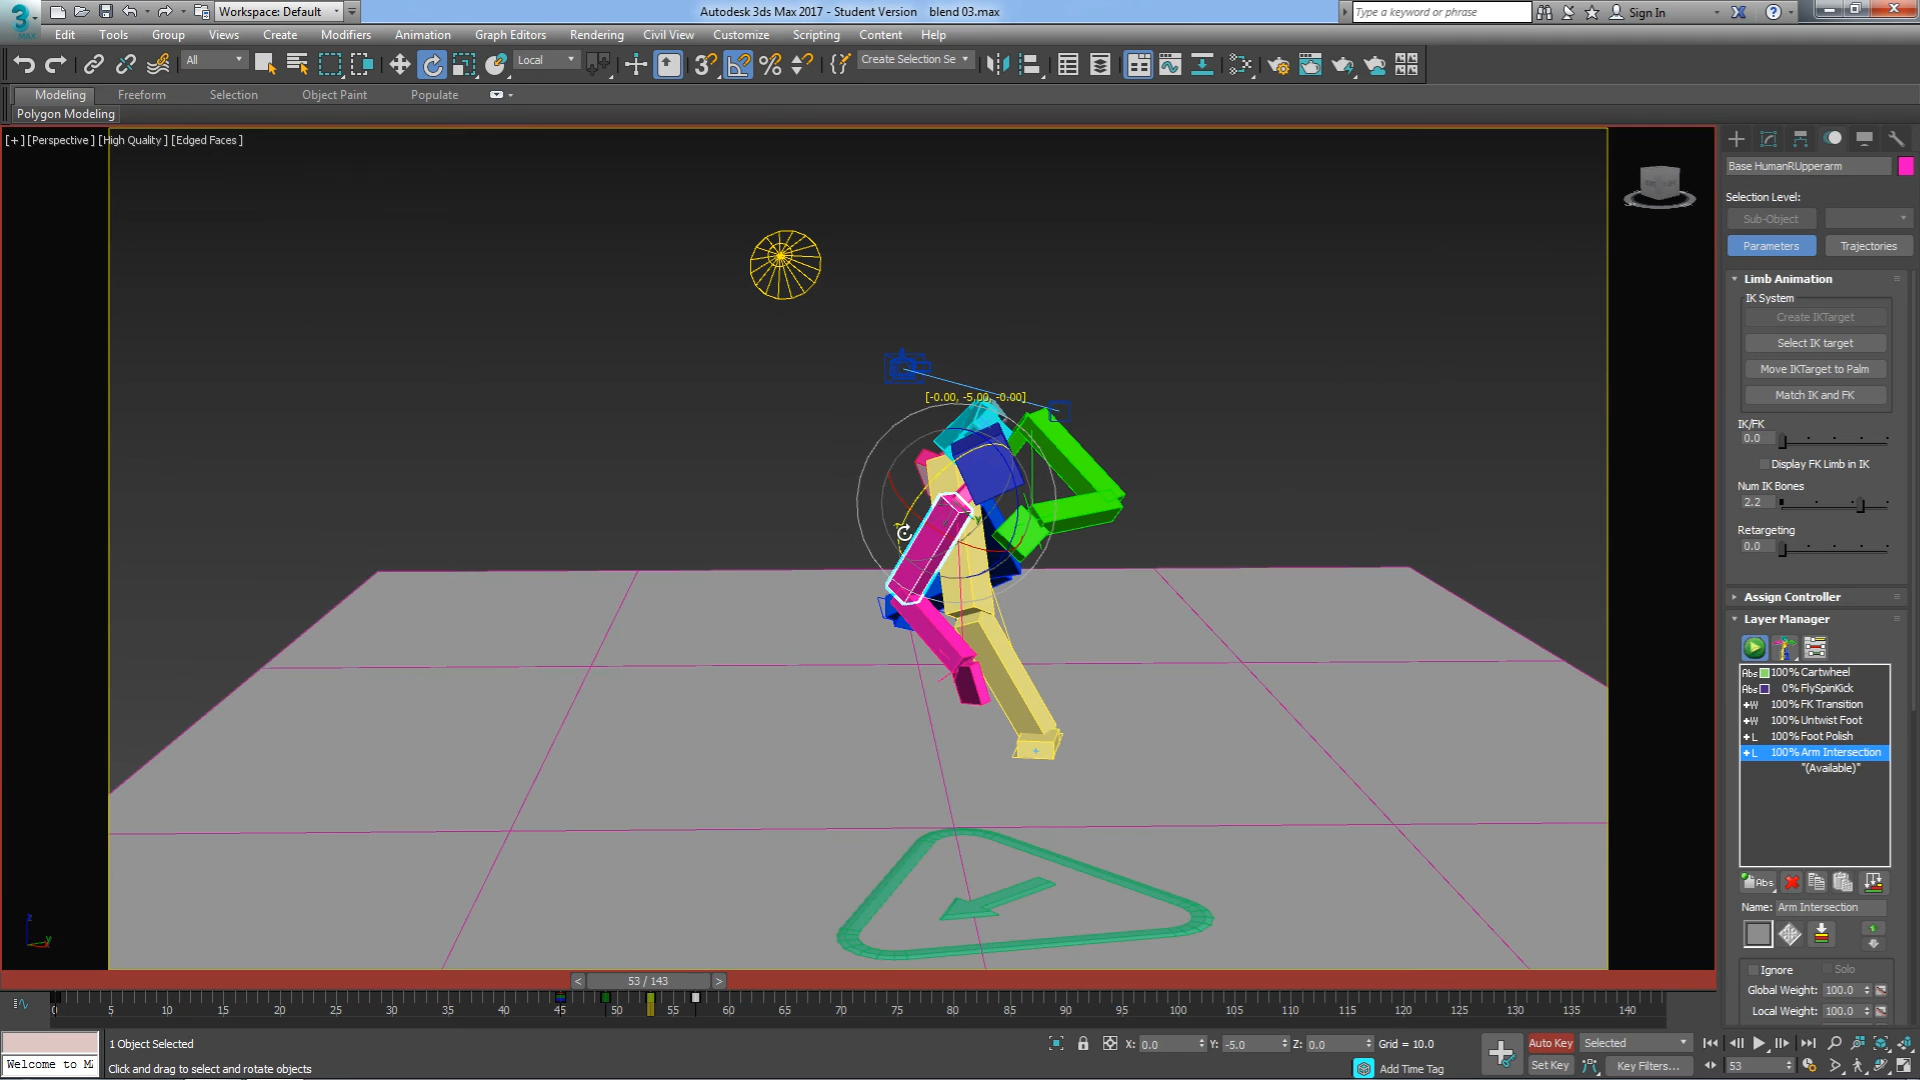 Workspace: Default
Autodesk 3ds Max 2017 - Student Version    blend 03.max
Type a keyword or phrase
Sign In
3
MAX
Edit Tools Group Views Create Modifiers Animation Graph Editors Rendering Civil View Customize Scripting Content Help
All
Local
Create Selection Se
Modeling Freeform Selection Object Paint Populate
Polygon Modeling
[+] [Perspective] [High Quality] [Edged Faces]
[-0.00, -5.00, -0.00]
Base HumanRUpperarm
Selection Level:
Sub-Object
Parameters Trajectories
Limb Animation
IK System
Create IKTarget
Select IK target
Move IKTarget to Palm
Match IK and FK
IK/FK
0.0
Display FK Limb in IK
Num IK Bones
2.2
Retargeting
0.0
Assign Controller
Layer Manager
Abs 100% Cartwheel
Abs 0% FlySpinKick
+W 100% FK Transition
+W 100% Untwist Foot
+L 100% Foot Polish
+L 100% Arm Intersection
"(Available)"
Abs
Name: Arm Intersection
Ignore Solo
Global Weight: 100.0
Local Weight: 100.0
z
y
< 53 / 143 >
0 5 10 15 20 25 30 35 40 45 50 55 60 65 70 75 80 85 90 95 100 105 110 115 120 125 130 135 140
1 Object Selected
X: 0.0 Y: -5.0 Z: 0.0 Grid = 10.0
Auto Key Selected
Welcome to M
Click and drag to select and rotate objects
Add Time Tag
Set Key Key Filters...
53